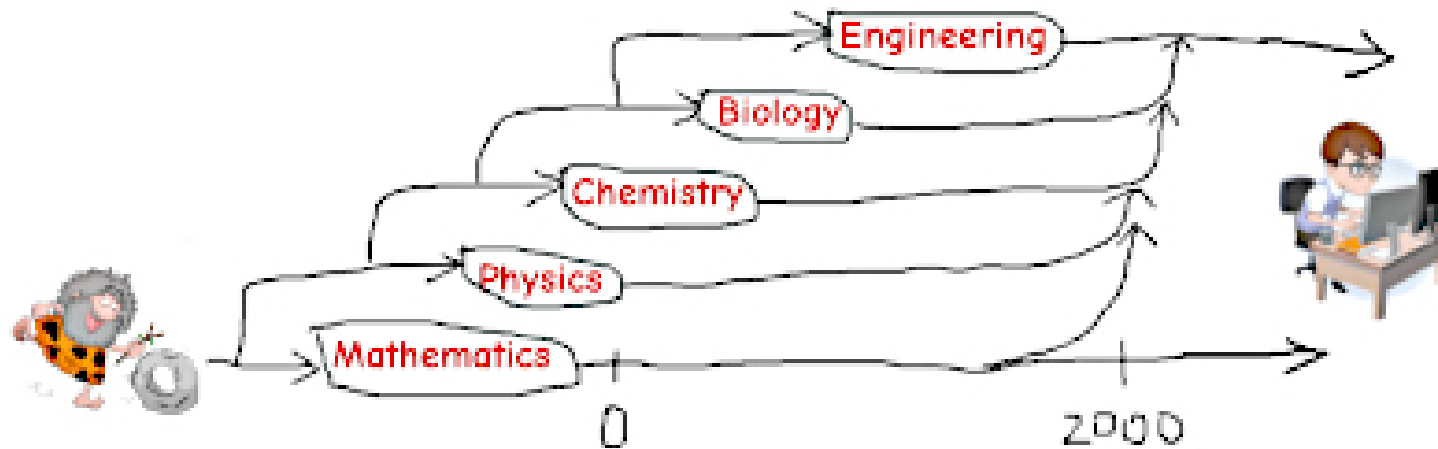 Engineering
Biology
Chemistry
Physics
Mathematics
0
2000